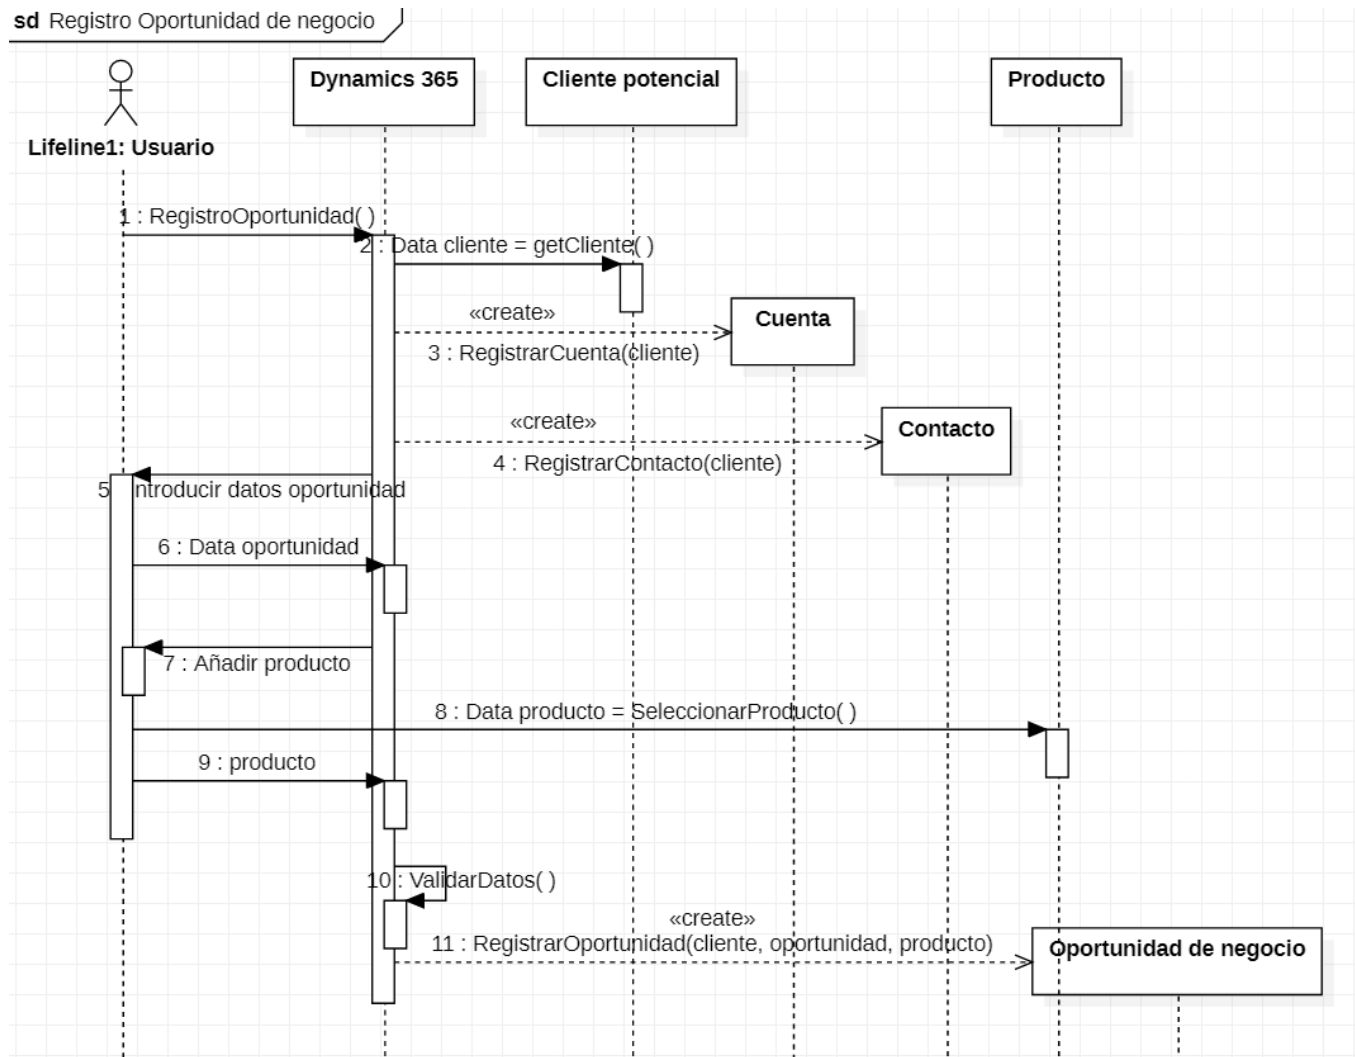 sd Registro Oportunidad de negocio
Dynamics 365
Cliente potencial
Producto
Lifeline1: Usuario
1 : RegistroOportunidad( )
2 : Data cliente = getCliente( )
«create»
Cuenta
3 : RegistrarCuenta(cliente)
«create»
Contacto
4 : RegistrarContacto(cliente)
5 : Introducir datos oportunidad
6 : Data oportunidad
7 : Añadir producto
8 : Data producto = SeleccionarProducto( )
9 : producto
10 : ValidarDatos( )
«create»
11 : RegistrarOportunidad(cliente, oportunidad, producto)
Oportunidad de negocio